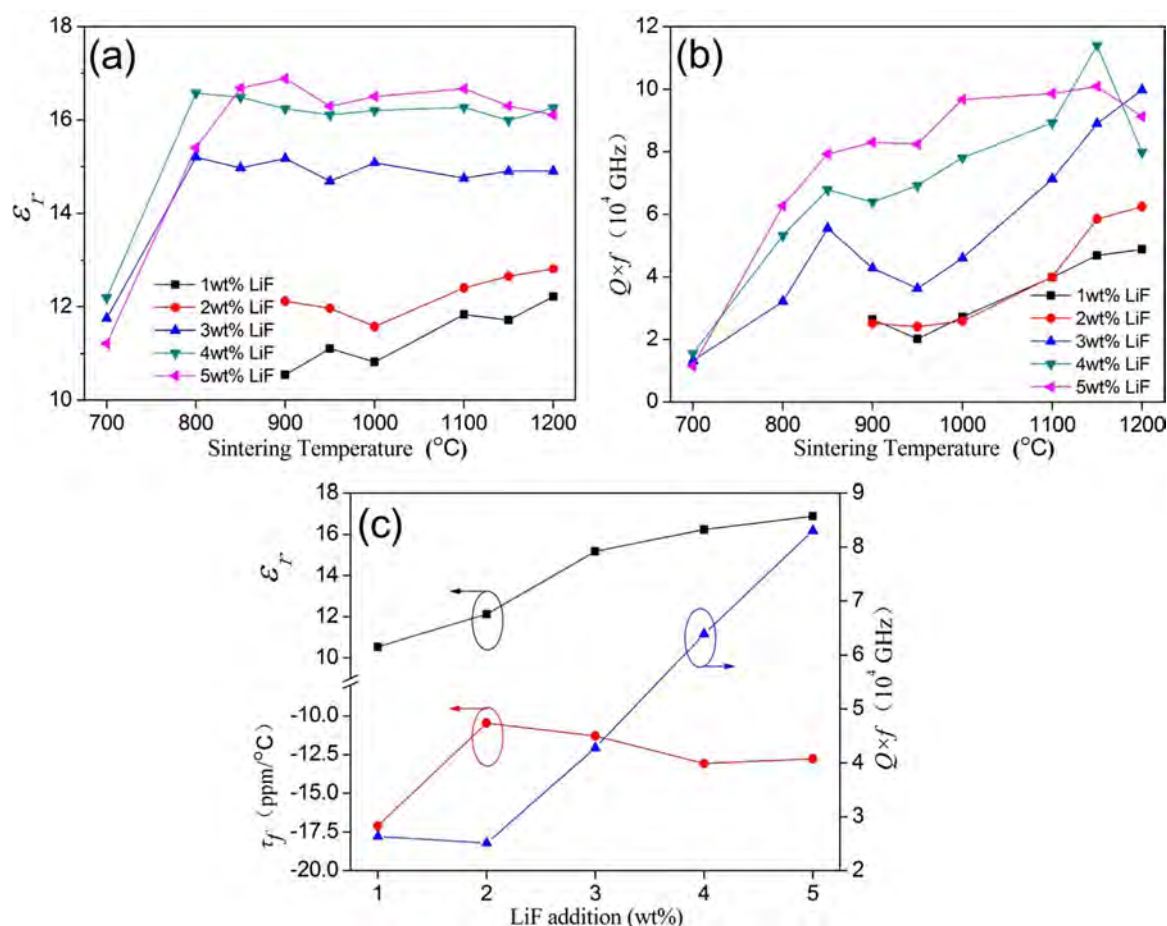 (a)
18
16
14
12
10
εr
1wt% LiF
2wt% LiF
3wt% LiF
4wt% LiF
5wt% LiF
700 800 900 1000 1100 1200
Sintering Temperature (°C)
(b)
12
10
8
6
4
2
0
Q×f (10⁴ GHz)
1wt% LiF
2wt% LiF
3wt% LiF
4wt% LiF
5wt% LiF
700 800 900 1000 1100 1200
Sintering Temperature (°C)
(c)
18
16
14
12
10
εr
-10.0
-12.5
-15.0
-17.5
-20.0
τf (ppm/°C)
9
8
7
6
5
4
3
2
Q×f (10⁴ GHz)
1 2 3 4 5
LiF addition (wt%)